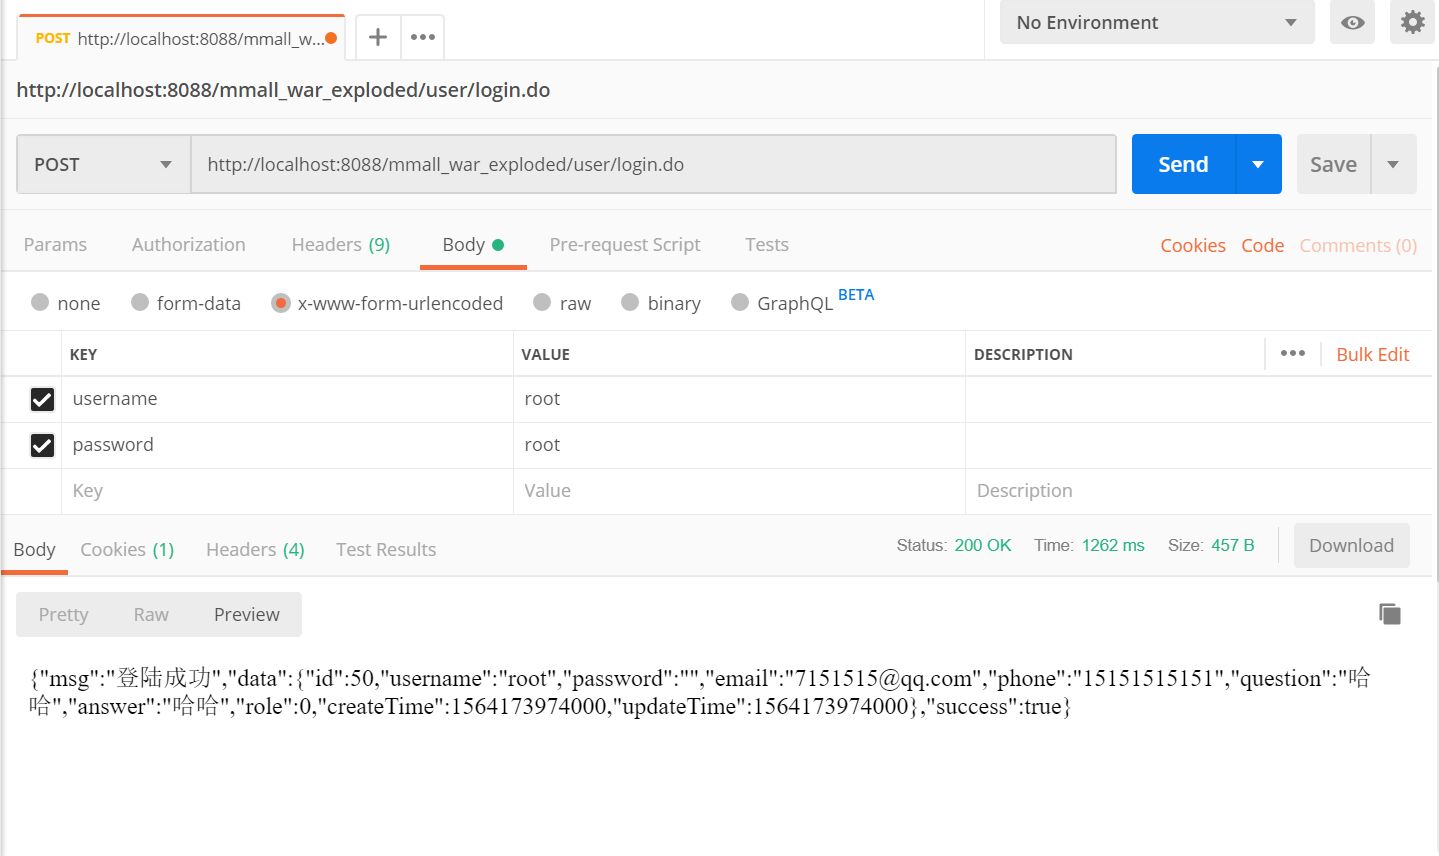 POST http://localhost:8088/mmall_w... No Environment
http://localhost:8088/mmall_war_exploded/user/login.do
POST http://localhost:8088/mmall_war_exploded/user/login.do Send Save
Params Authorization Headers (9) Body Pre-request Script Tests Cookies Code Comments (0)
none form-data x-www-form-urlencoded raw binary GraphQL BETA
KEY VALUE DESCRIPTION Bulk Edit
username root
password root
Key Value Description
Body Cookies (1) Headers (4) Test Results Status: 200 OK Time: 1262 ms Size: 457 B Download
Pretty Raw Preview
{"msg":"登陆成功","data":{"id":50,"username":"root","password":"","email":"7151515@qq.com","phone":"15151515151","question":"哈
哈","answer":"哈哈","role":0,"createTime":1564173974000,"updateTime":1564173974000},"success":true}